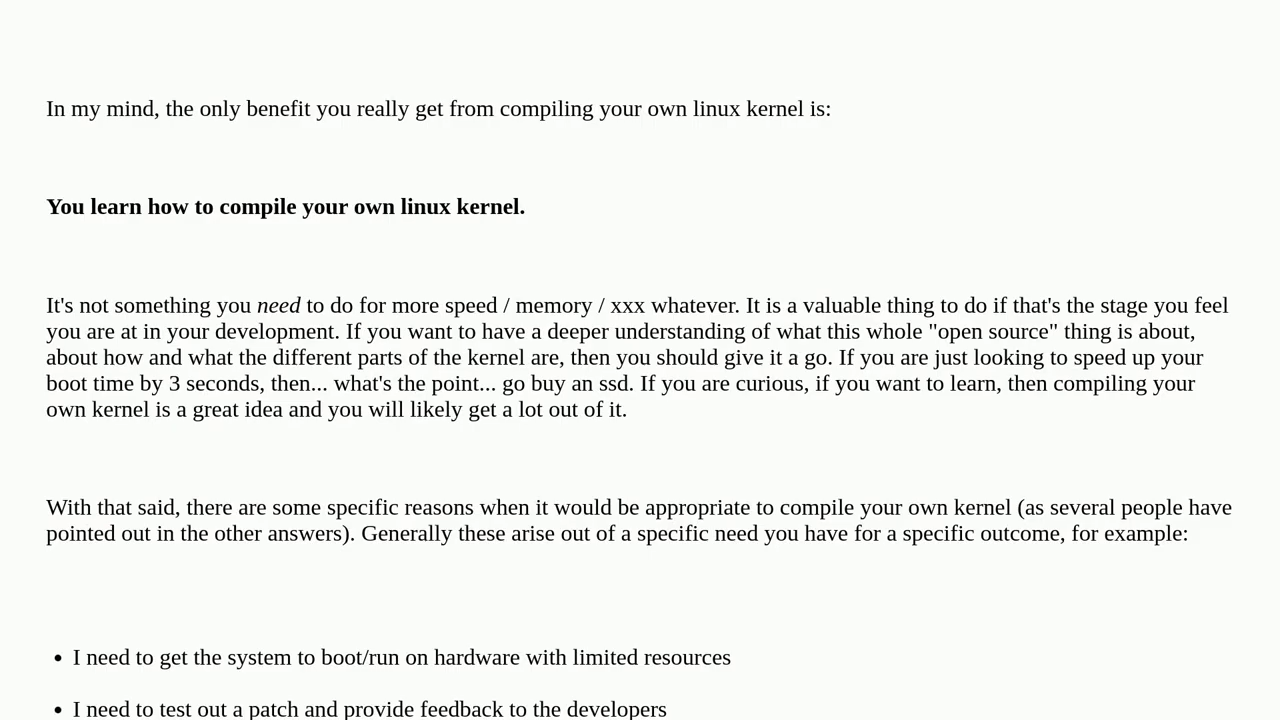 In my mind, the only benefit you really get from compiling your own linux kernel is:
You learn how to compile your own linux kernel.
It's not something you need to do for more speed / memory / xxx whatever. It is a valuable thing to do if that's the stage you feel
you are at in your development. If you want to have a deeper understanding of what this whole "open source" thing is about,
about how and what the different parts of the kernel are, then you should give it a go. If you are just looking to speed up your
boot time by 3 seconds, then... what's the point... go buy an ssd. If you are curious, if you want to learn, then compiling your
own kernel is a great idea and you will likely get a lot out of it.
With that said, there are some specific reasons when it would be appropriate to compile your own kernel (as several people have
pointed out in the other answers). Generally these arise out of a specific need you have for a specific outcome, for example:
• I need to get the system to boot/run on hardware with limited resources
• I need to test out a patch and provide feedback to the developers